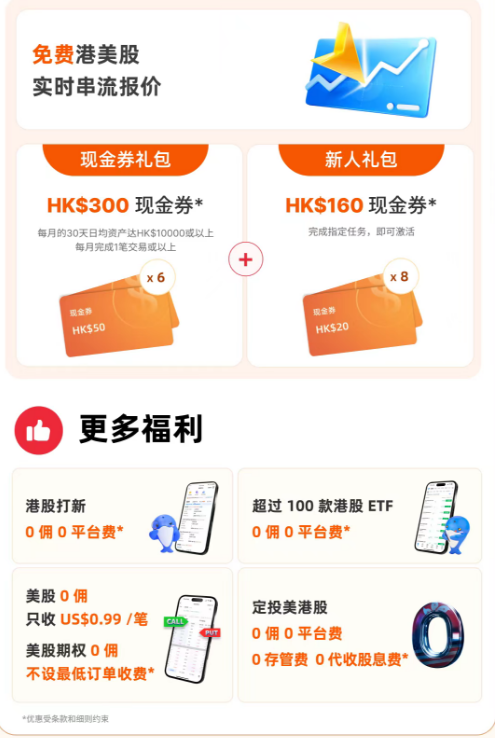 免费港美股
实时串流报价
现金券礼包
HK$300 现金券*
每月的30天日均资产达HK$10000或以上
每月完成1笔交易或以上
x 6
现金券
HK$50
+
新人礼包
HK$160 现金券*
完成指定任务，即可激活
x 8
现金券
HK$20
更多福利
港股打新
0 佣 0 平台费*
超过 100 款港股 ETF
0 佣 0 平台费*
美股 0 佣
只收 US$0.99 /笔
美股期权 0 佣
不设最低订单收费*
CALL
PUT
定投美港股
0 佣 0 平台费
0 存管费 0 代收股息费*
*优惠受条款和细则约束